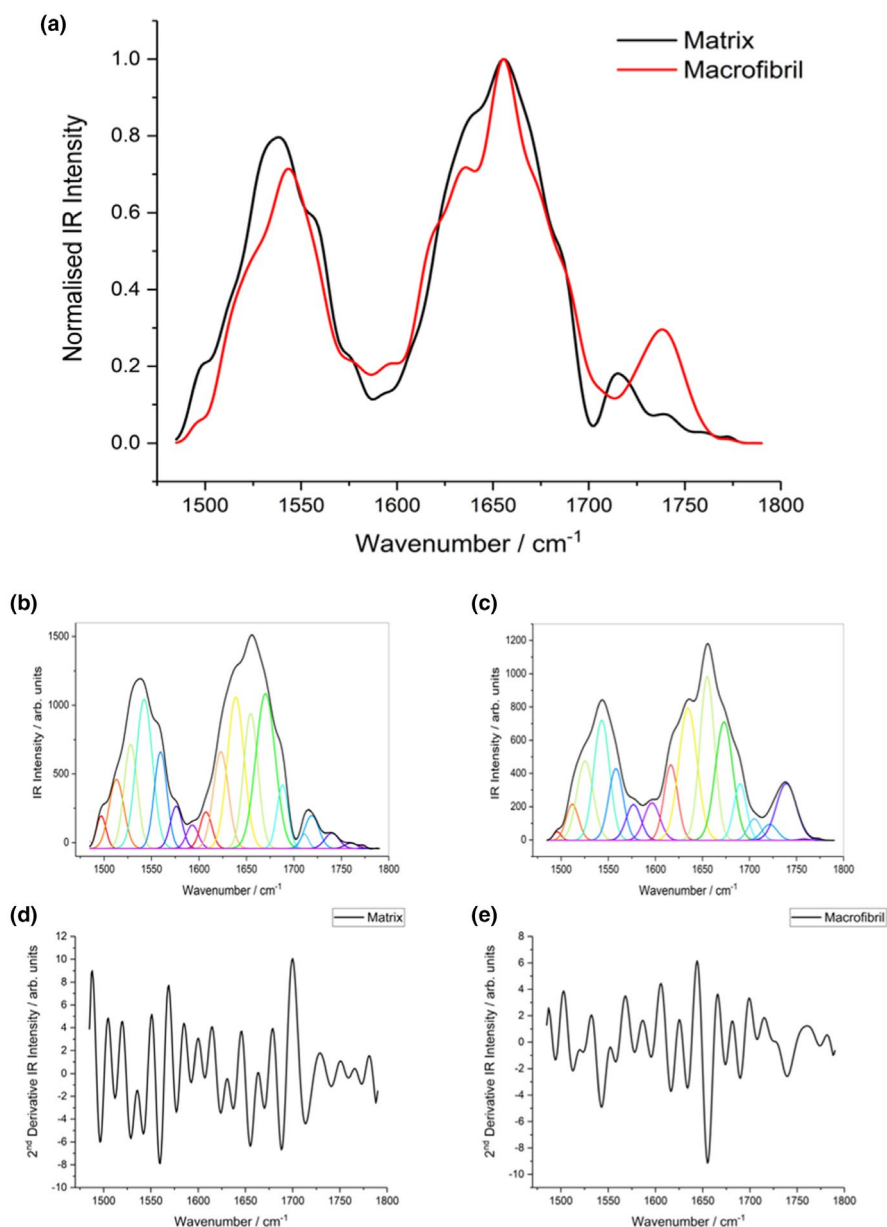 (a)
Matrix
Macrofibril
Normalised IR Intensity
1.0
0.8
0.6
0.4
0.2
0.0
1500 1550 1600 1650 1700 1750 1800
Wavenumber / cm⁻¹
(b)
IR Intensity / arb. units
1500
1000
500
0
1500 1550 1600 1650 1700 1750 1800
Wavenumber / cm⁻¹
(c)
IR Intensity / arb. units
1200
1000
800
600
400
200
0
1500 1550 1600 1650 1700 1750 1800
Wavenumber / cm⁻¹
(d)
Matrix
2nd Derivative IR Intensity / arb. units
12
10
8
6
4
2
0
-2
-4
-6
-8
-10
1500 1550 1600 1650 1700 1750 1800
Wavenumber / cm⁻¹
(e)
Macrofibril
2nd Derivative IR Intensity / arb. units
8
6
4
2
0
-2
-4
-6
-8
-10
1500 1550 1600 1650 1700 1750 1800
Wavenumber / cm⁻¹